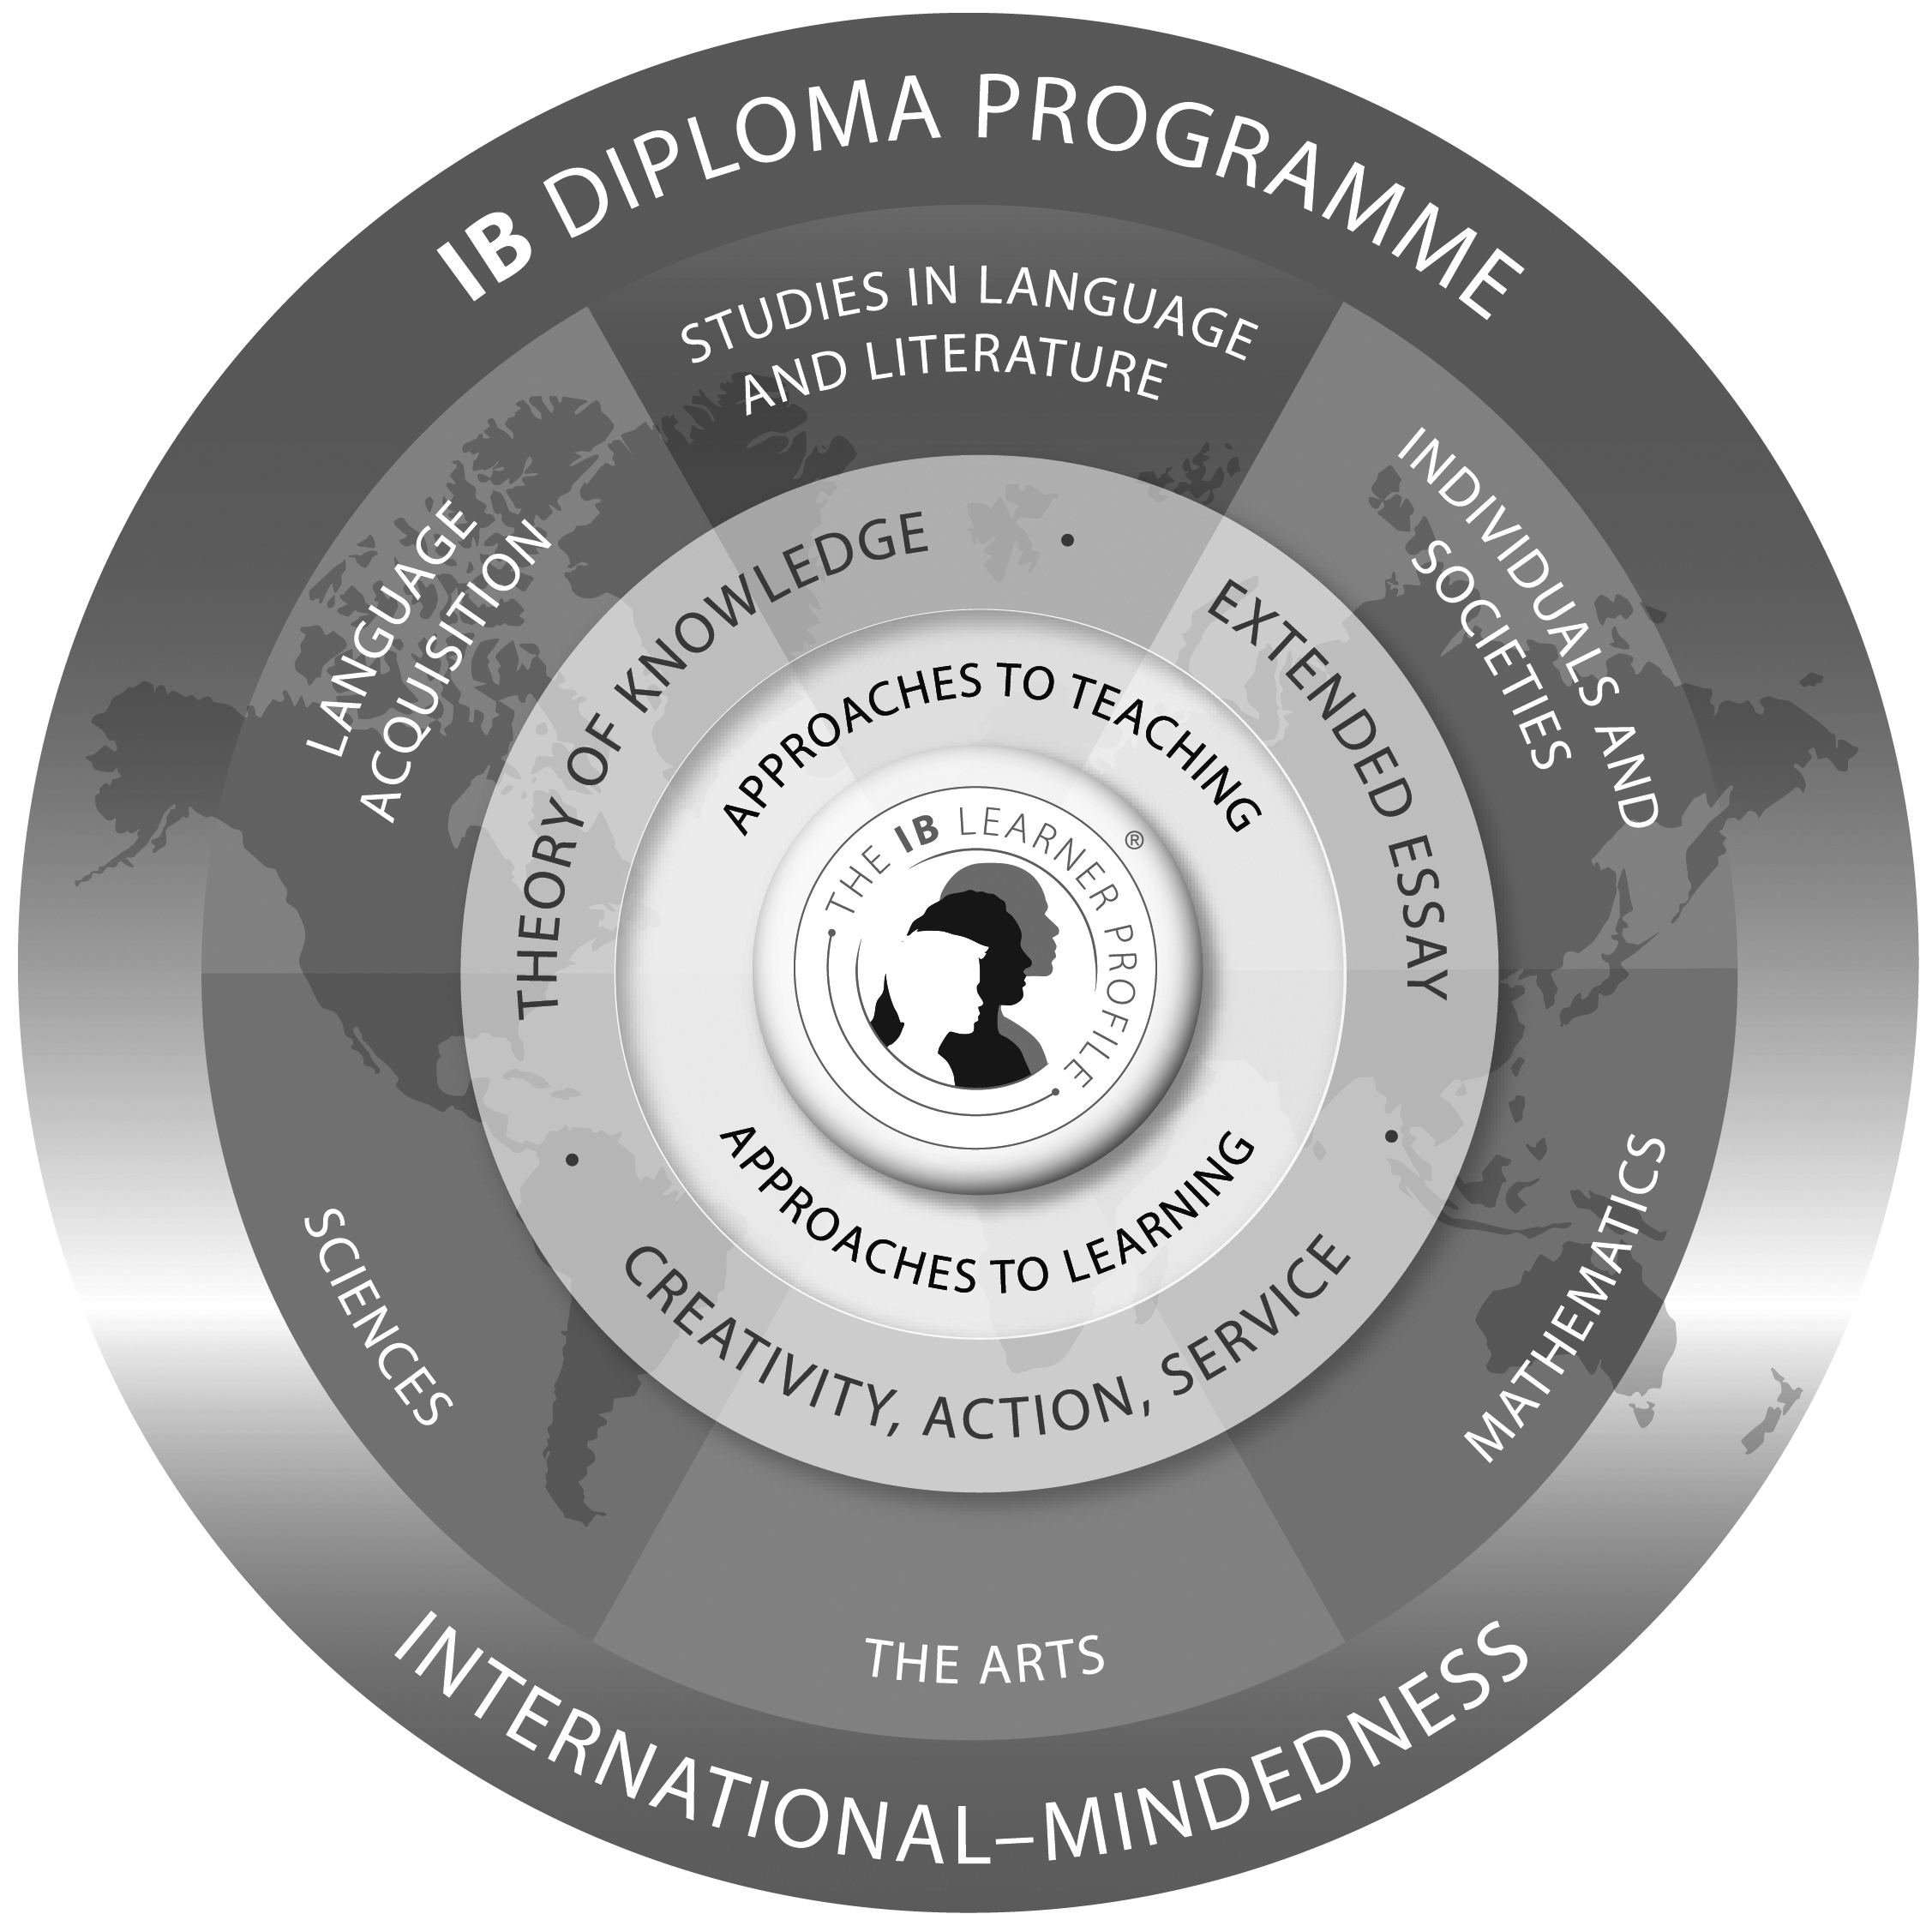 IB DIPLOMA PROGRAMME
STUDIES IN LANGUAGE
AND LITERATURE
LANGUAGE
ACQUISITION
INDIVIDUALS AND
SOCIETIES
THEORY OF KNOWLEDGE
•
EXTENDED ESSAY
•
APPROACHES TO TEACHING
THE IB LEARNER PROFILE
®
APPROACHES TO LEARNING
CREATIVITY, ACTION, SERVICE
•
SCIENCES
MATHEMATICS
THE ARTS
INTERNATIONAL–MINDEDNESS